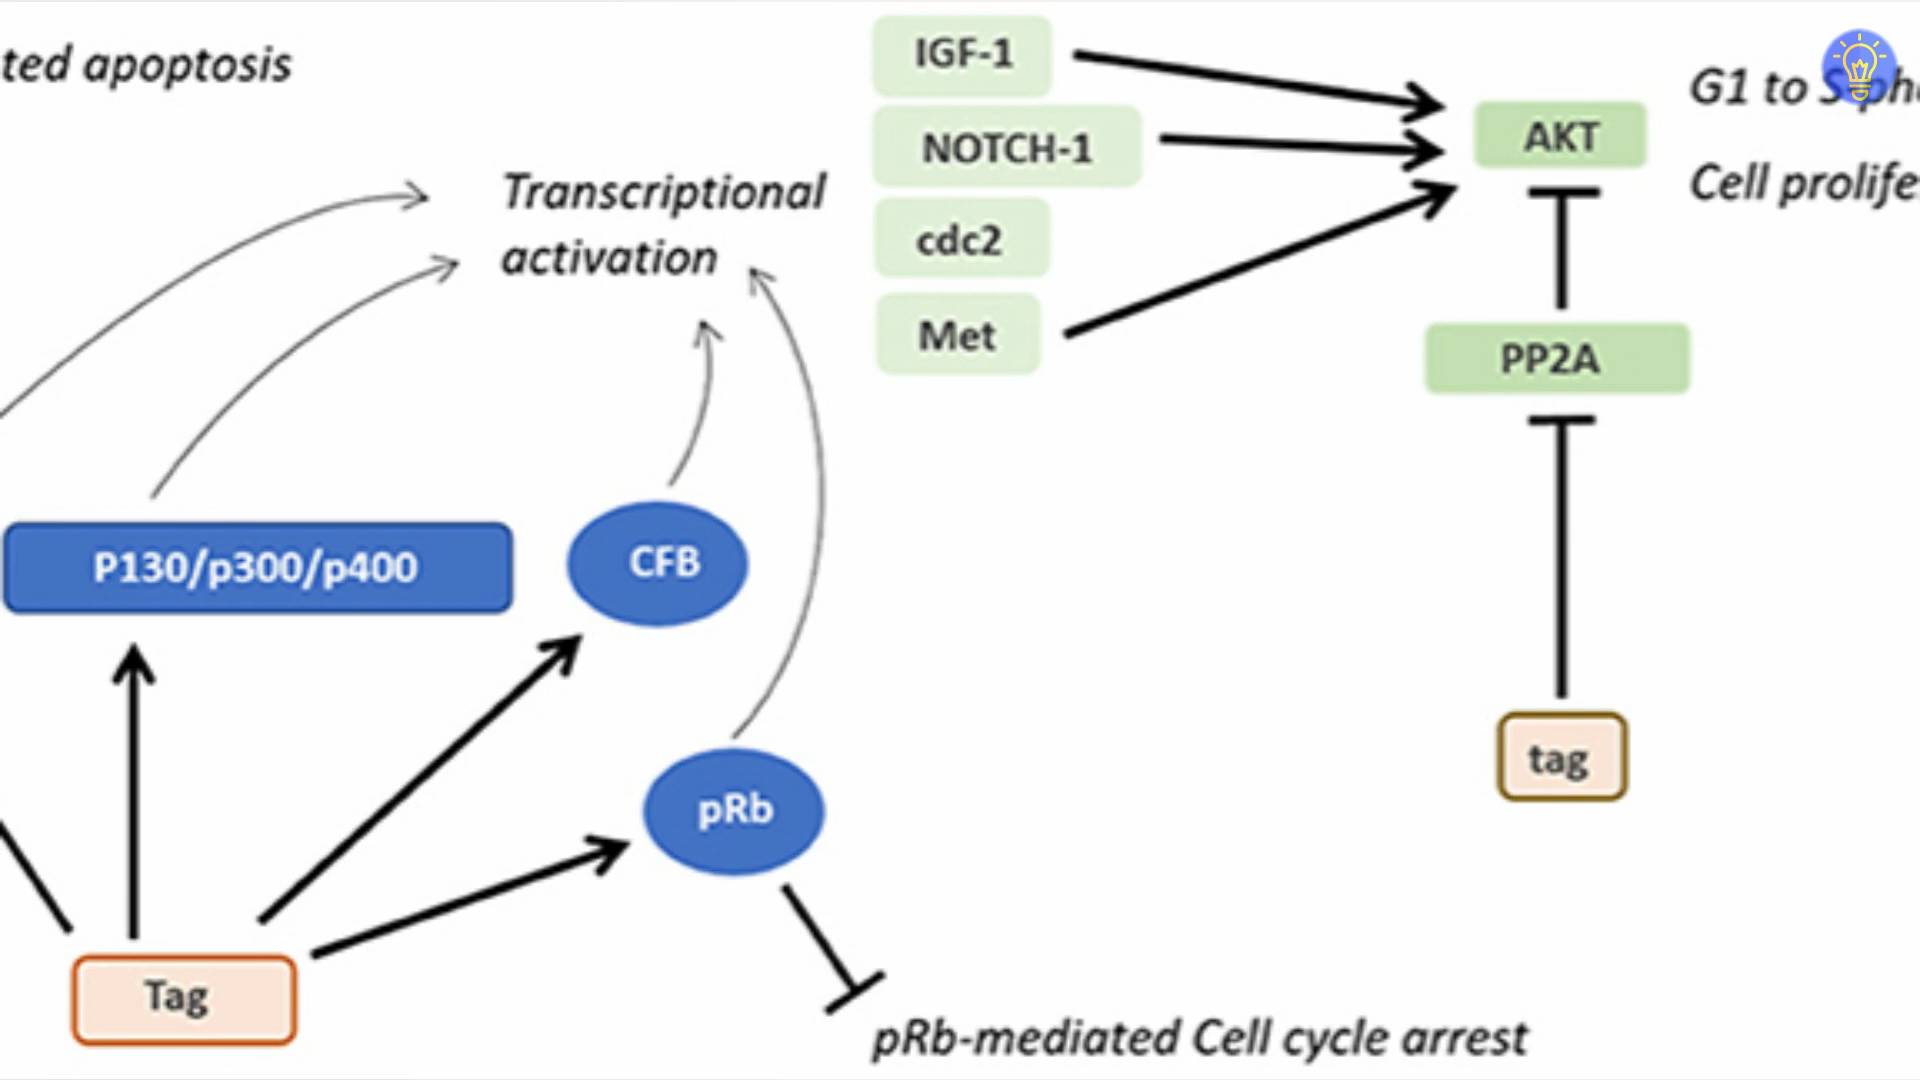 ted apoptosis
Transcriptional
activation
IGF-1
NOTCH-1
cdc2
Met
AKT
G1 to S ph
Cell prolife
PP2A
P130/p300/p400
CFB
pRb
tag
Tag
pRb-mediated Cell cycle arrest